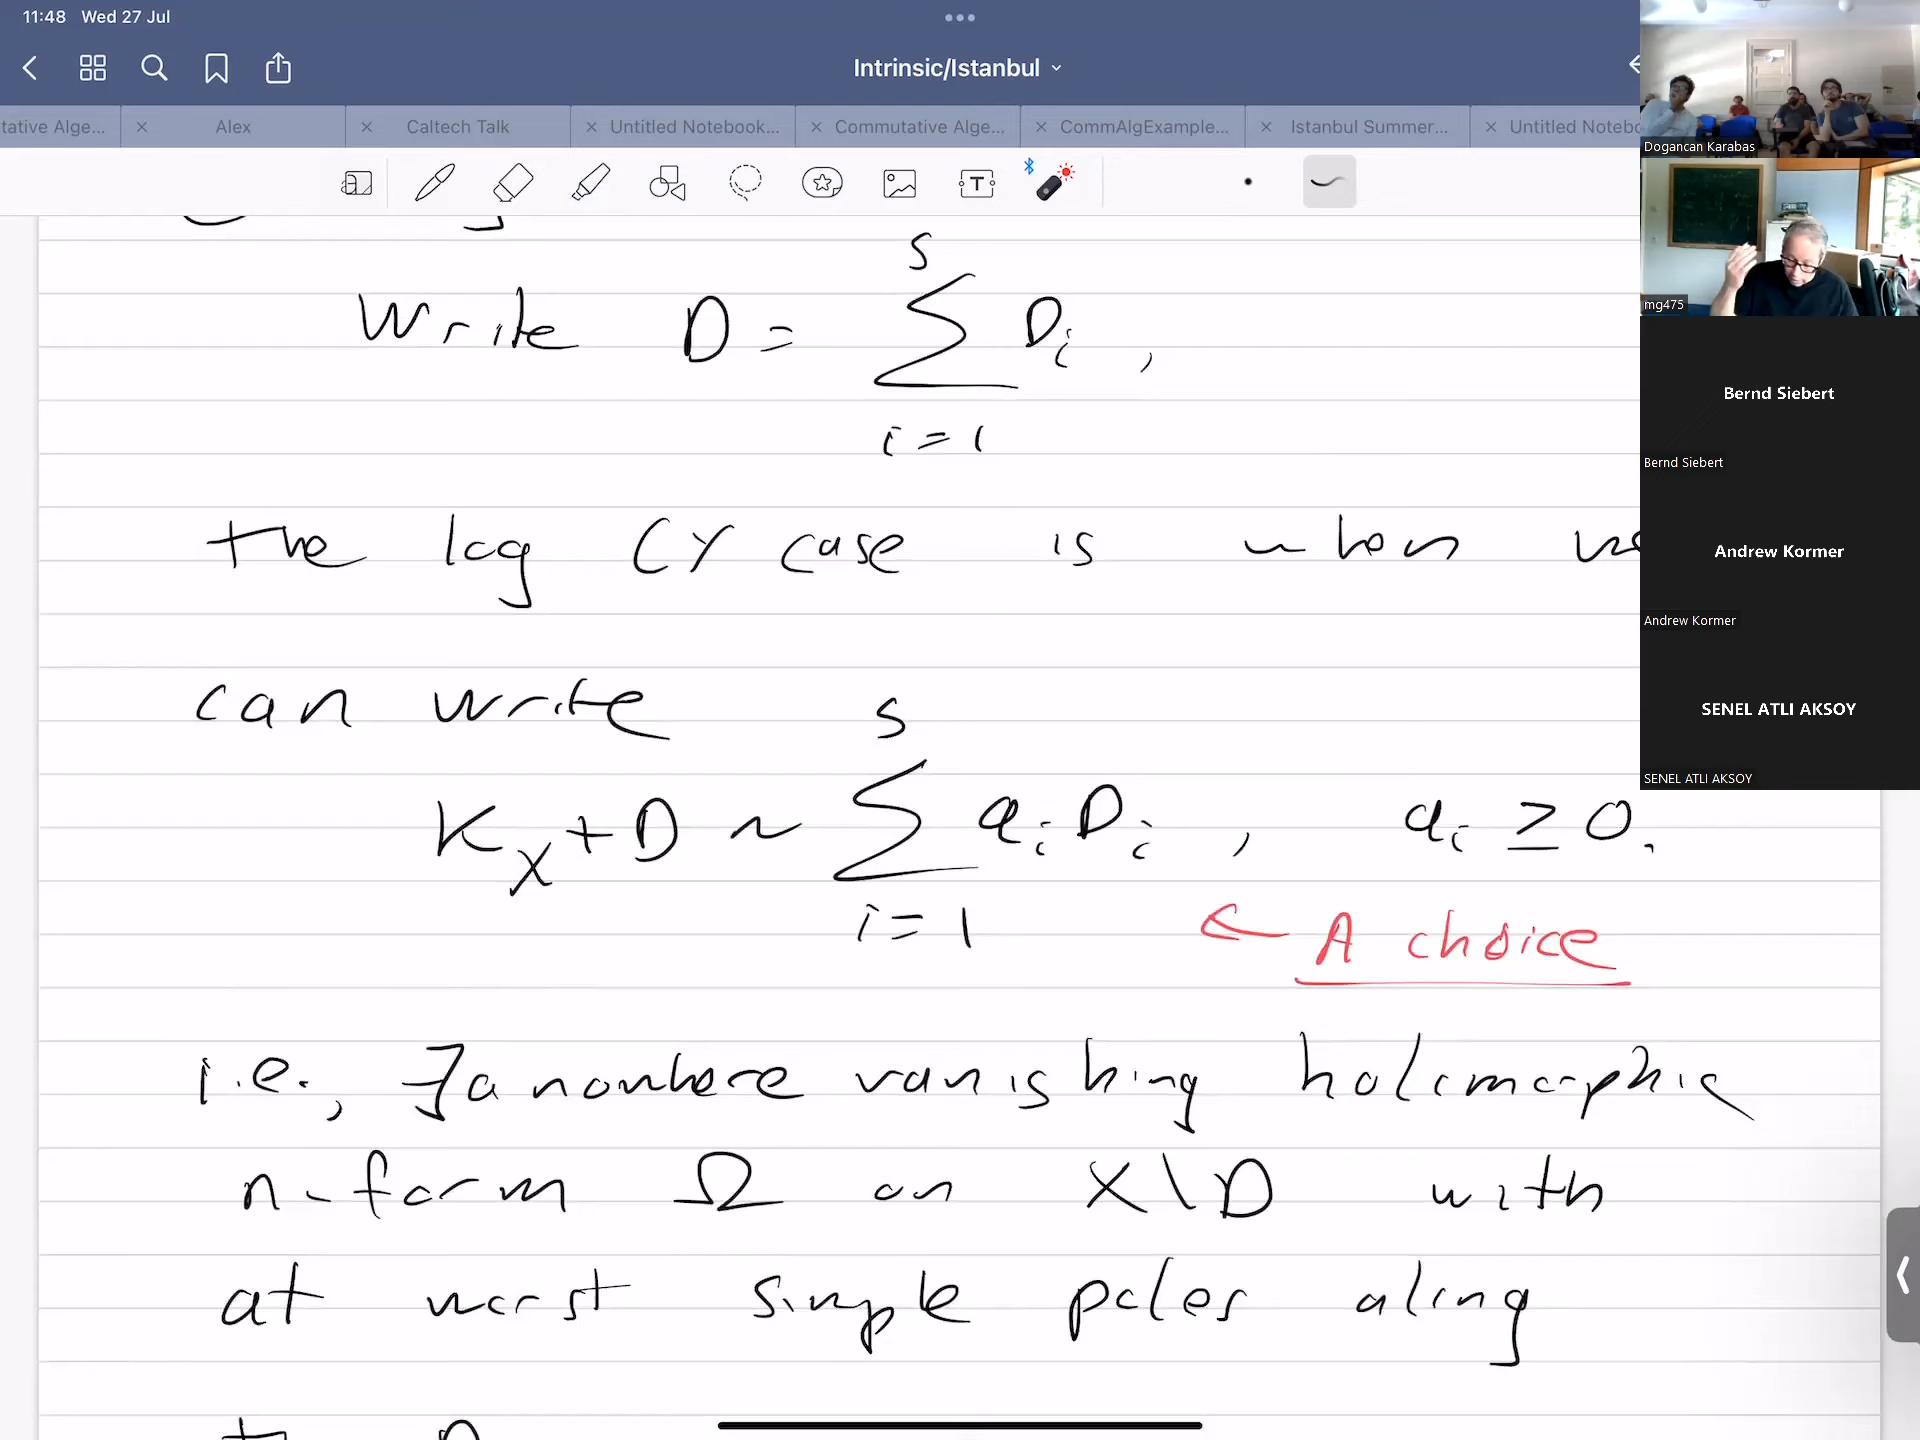 11:48 Wed 27 Jul
Intrinsic/Istanbul
tative Alge... × Alex × Caltech Talk × Untitled Notebook... × Commutative Alge... × CommAlgExample... × Istanbul Summer... × Untitled Notebo
Dogancan Karabas
mg475
Bernd Siebert
Bernd Siebert
Andrew Kormer
Andrew Kormer
SENEL ATLI AKSOY
SENEL ATLI AKSOY
Write D = \sum_{i=1}^{s} D_i ,
the log CY case is when we
can write
K_X + D ~ \sum_{i=1}^{s} a_i D_i , a_i ≥ 0.
← A choice
i.e., ∃ a nowhere vanishing holomorphic
n-form Ω on X\D with
at worst simple poles along